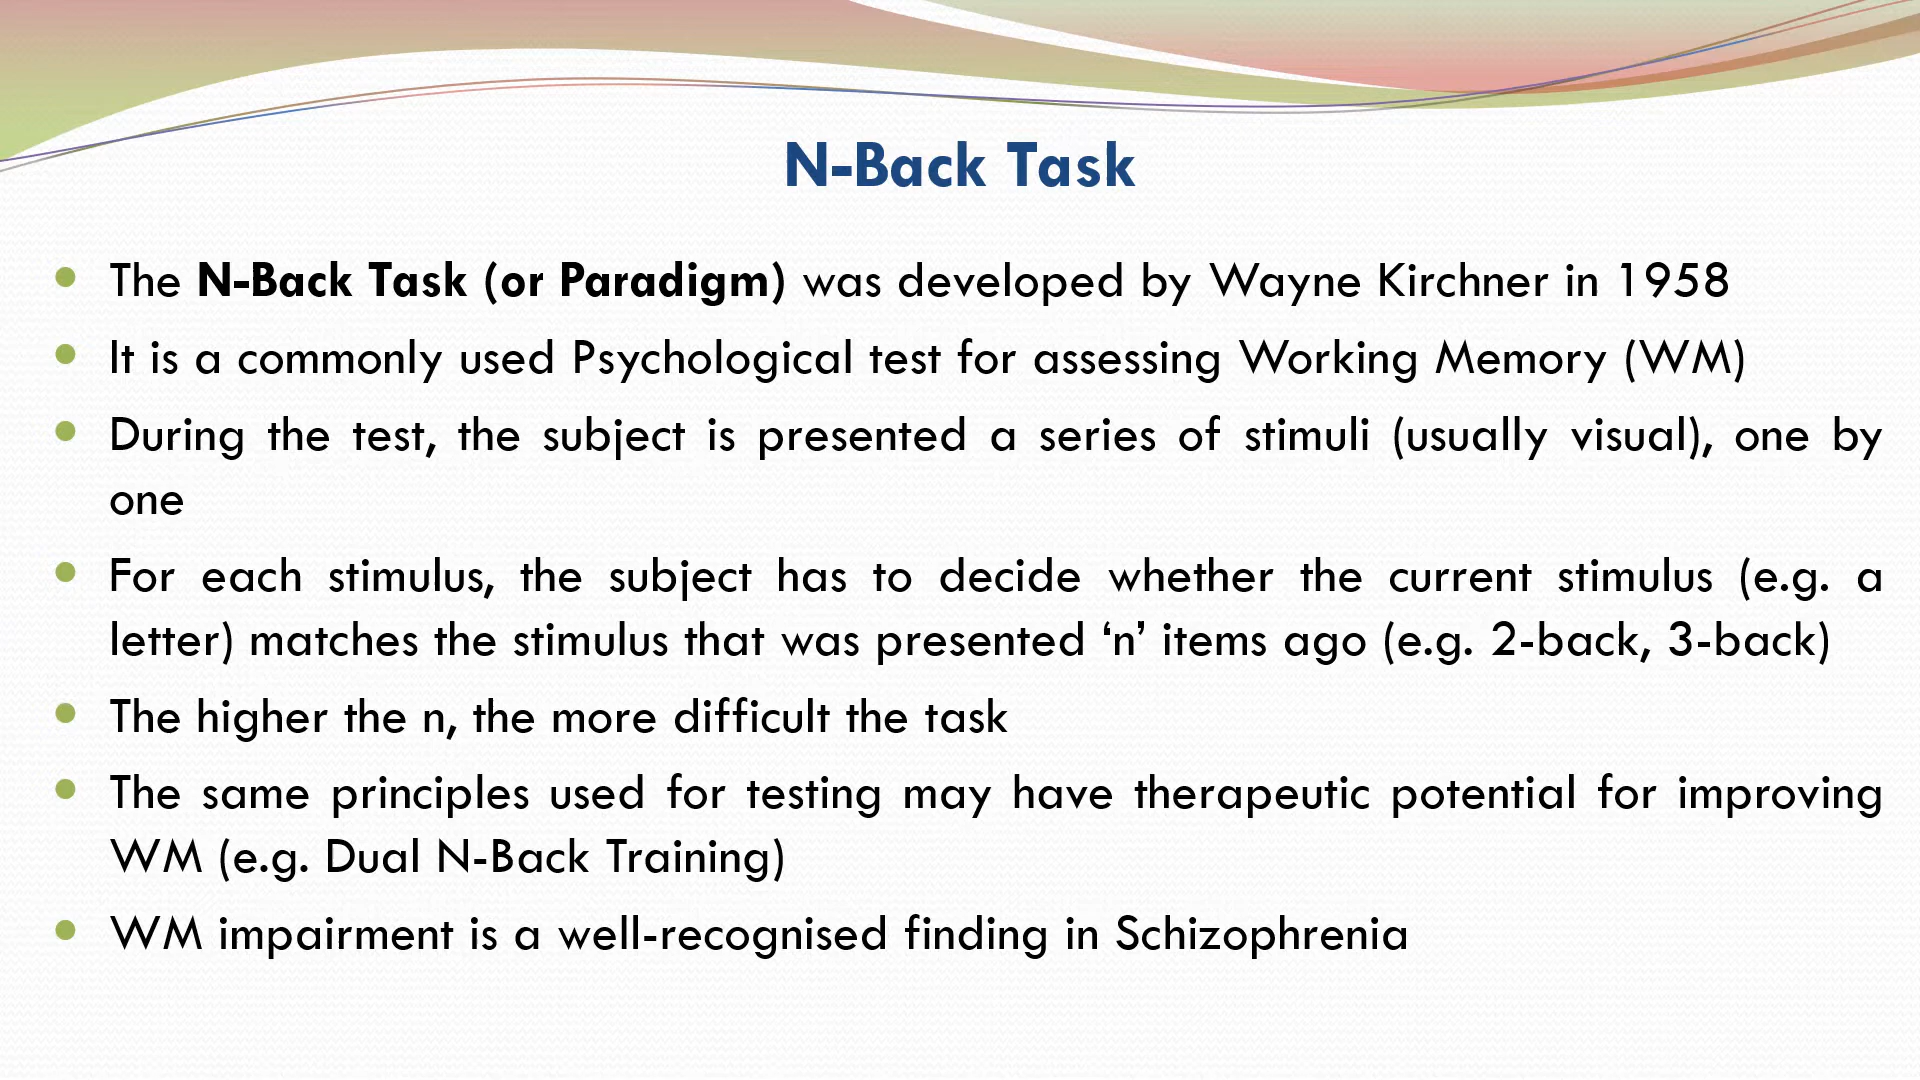 N-Back Task
• The N-Back Task (or Paradigm) was developed by Wayne Kirchner in 1958
• It is a commonly used Psychological test for assessing Working Memory (WM)
• During the test, the subject is presented a series of stimuli (usually visual), one by
one
• For each stimulus, the subject has to decide whether the current stimulus (e.g. a
letter) matches the stimulus that was presented ‘n’ items ago (e.g. 2-back, 3-back)
• The higher the n, the more difficult the task
• The same principles used for testing may have therapeutic potential for improving
WM (e.g. Dual N-Back Training)
• WM impairment is a well-recognised finding in Schizophrenia